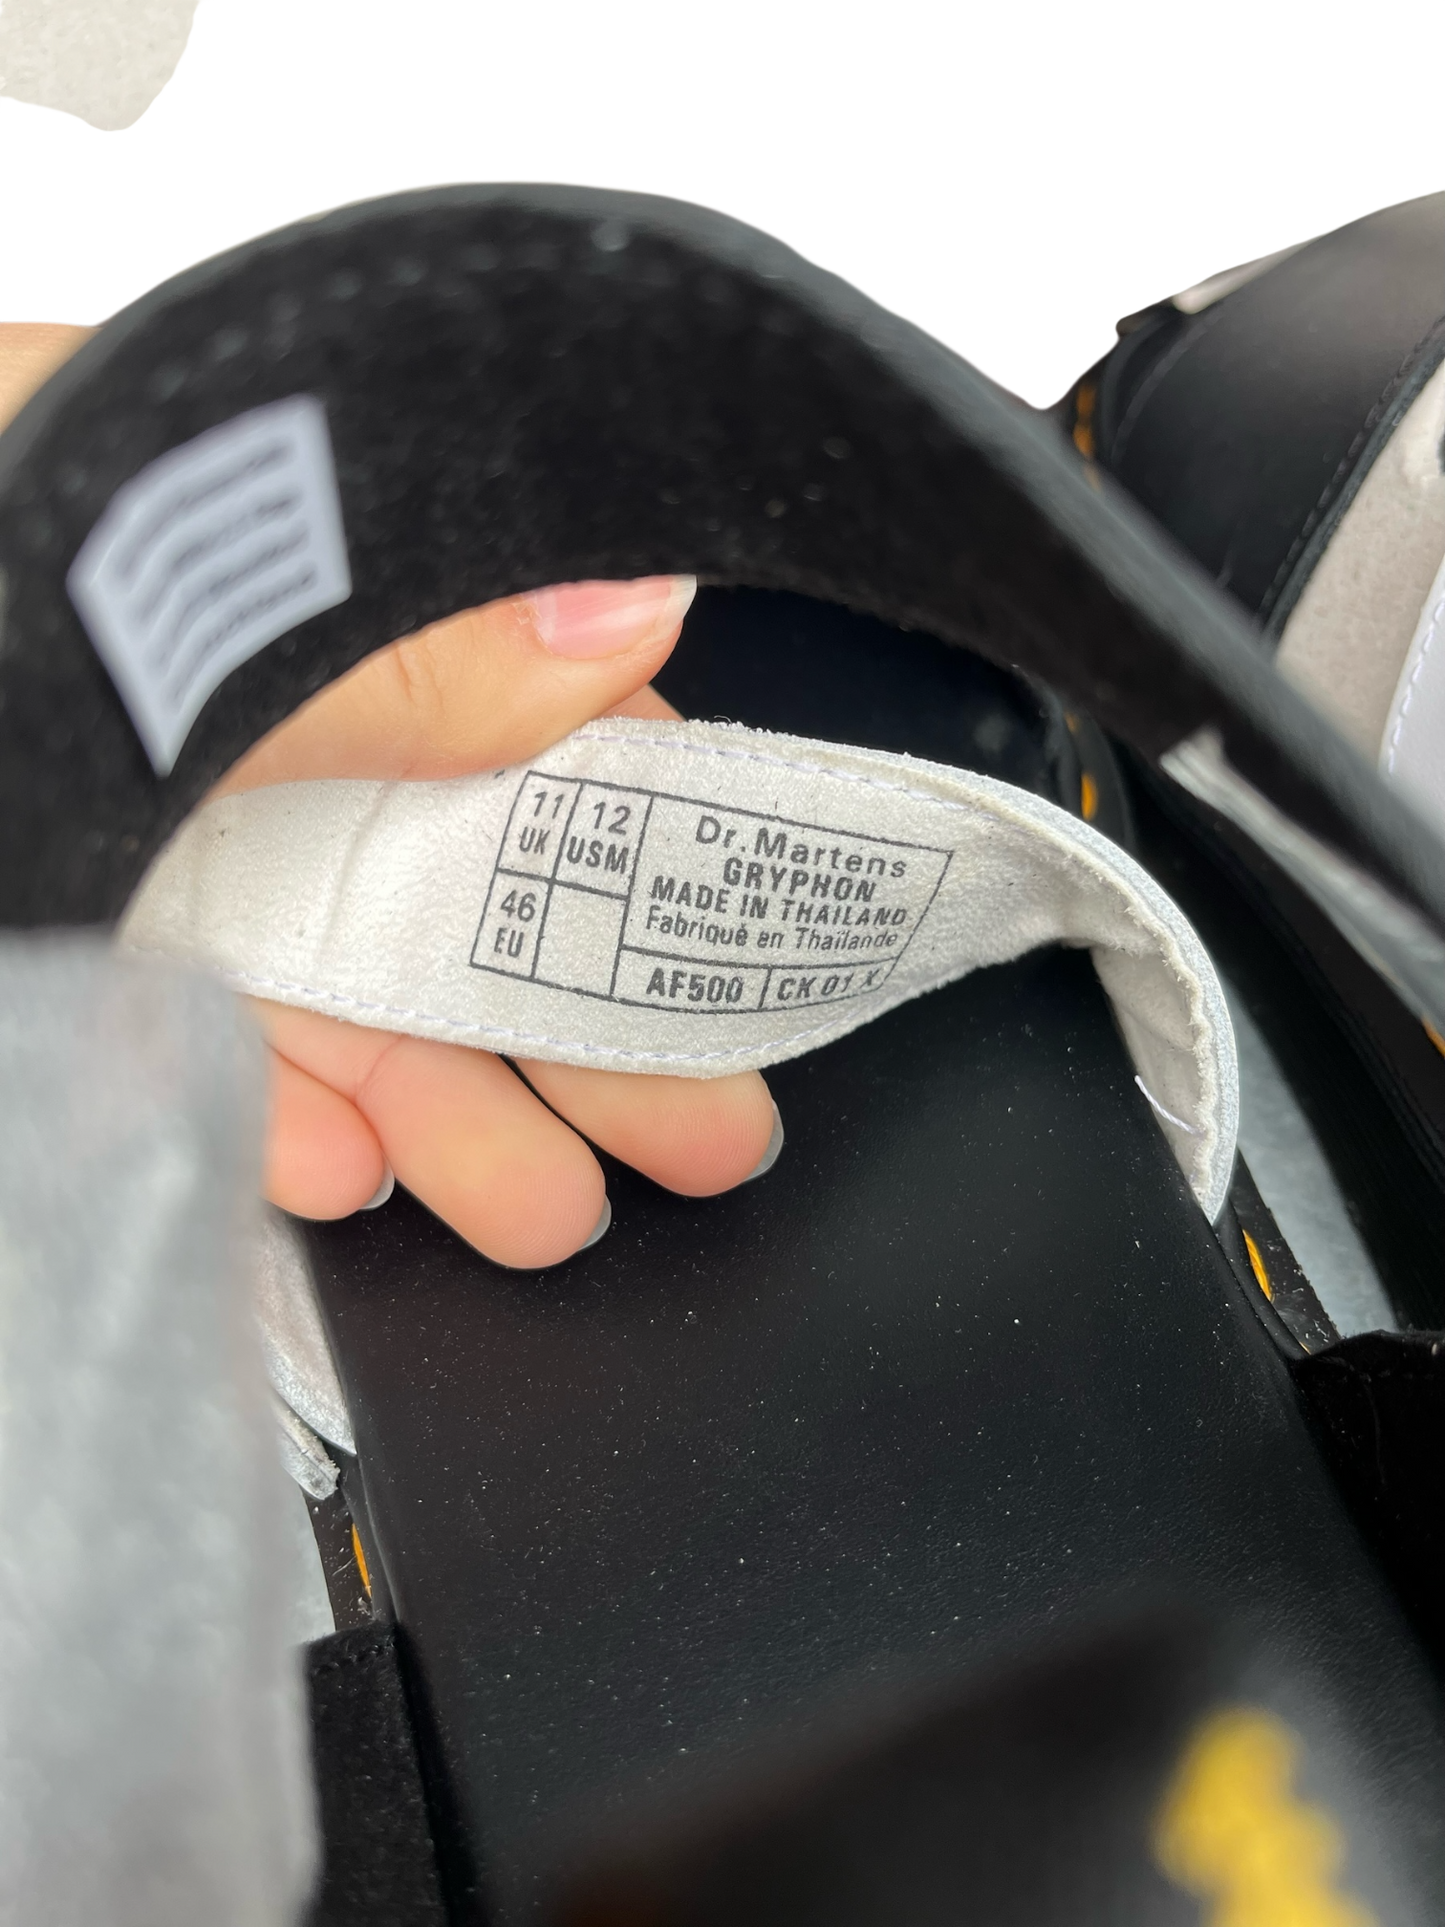 11
UK
12
USM
46
EU
Dr.Martens
GRYPHON
MADE IN THAILAND
Fabriqué en Thaïlande
AF500
CK 01 X